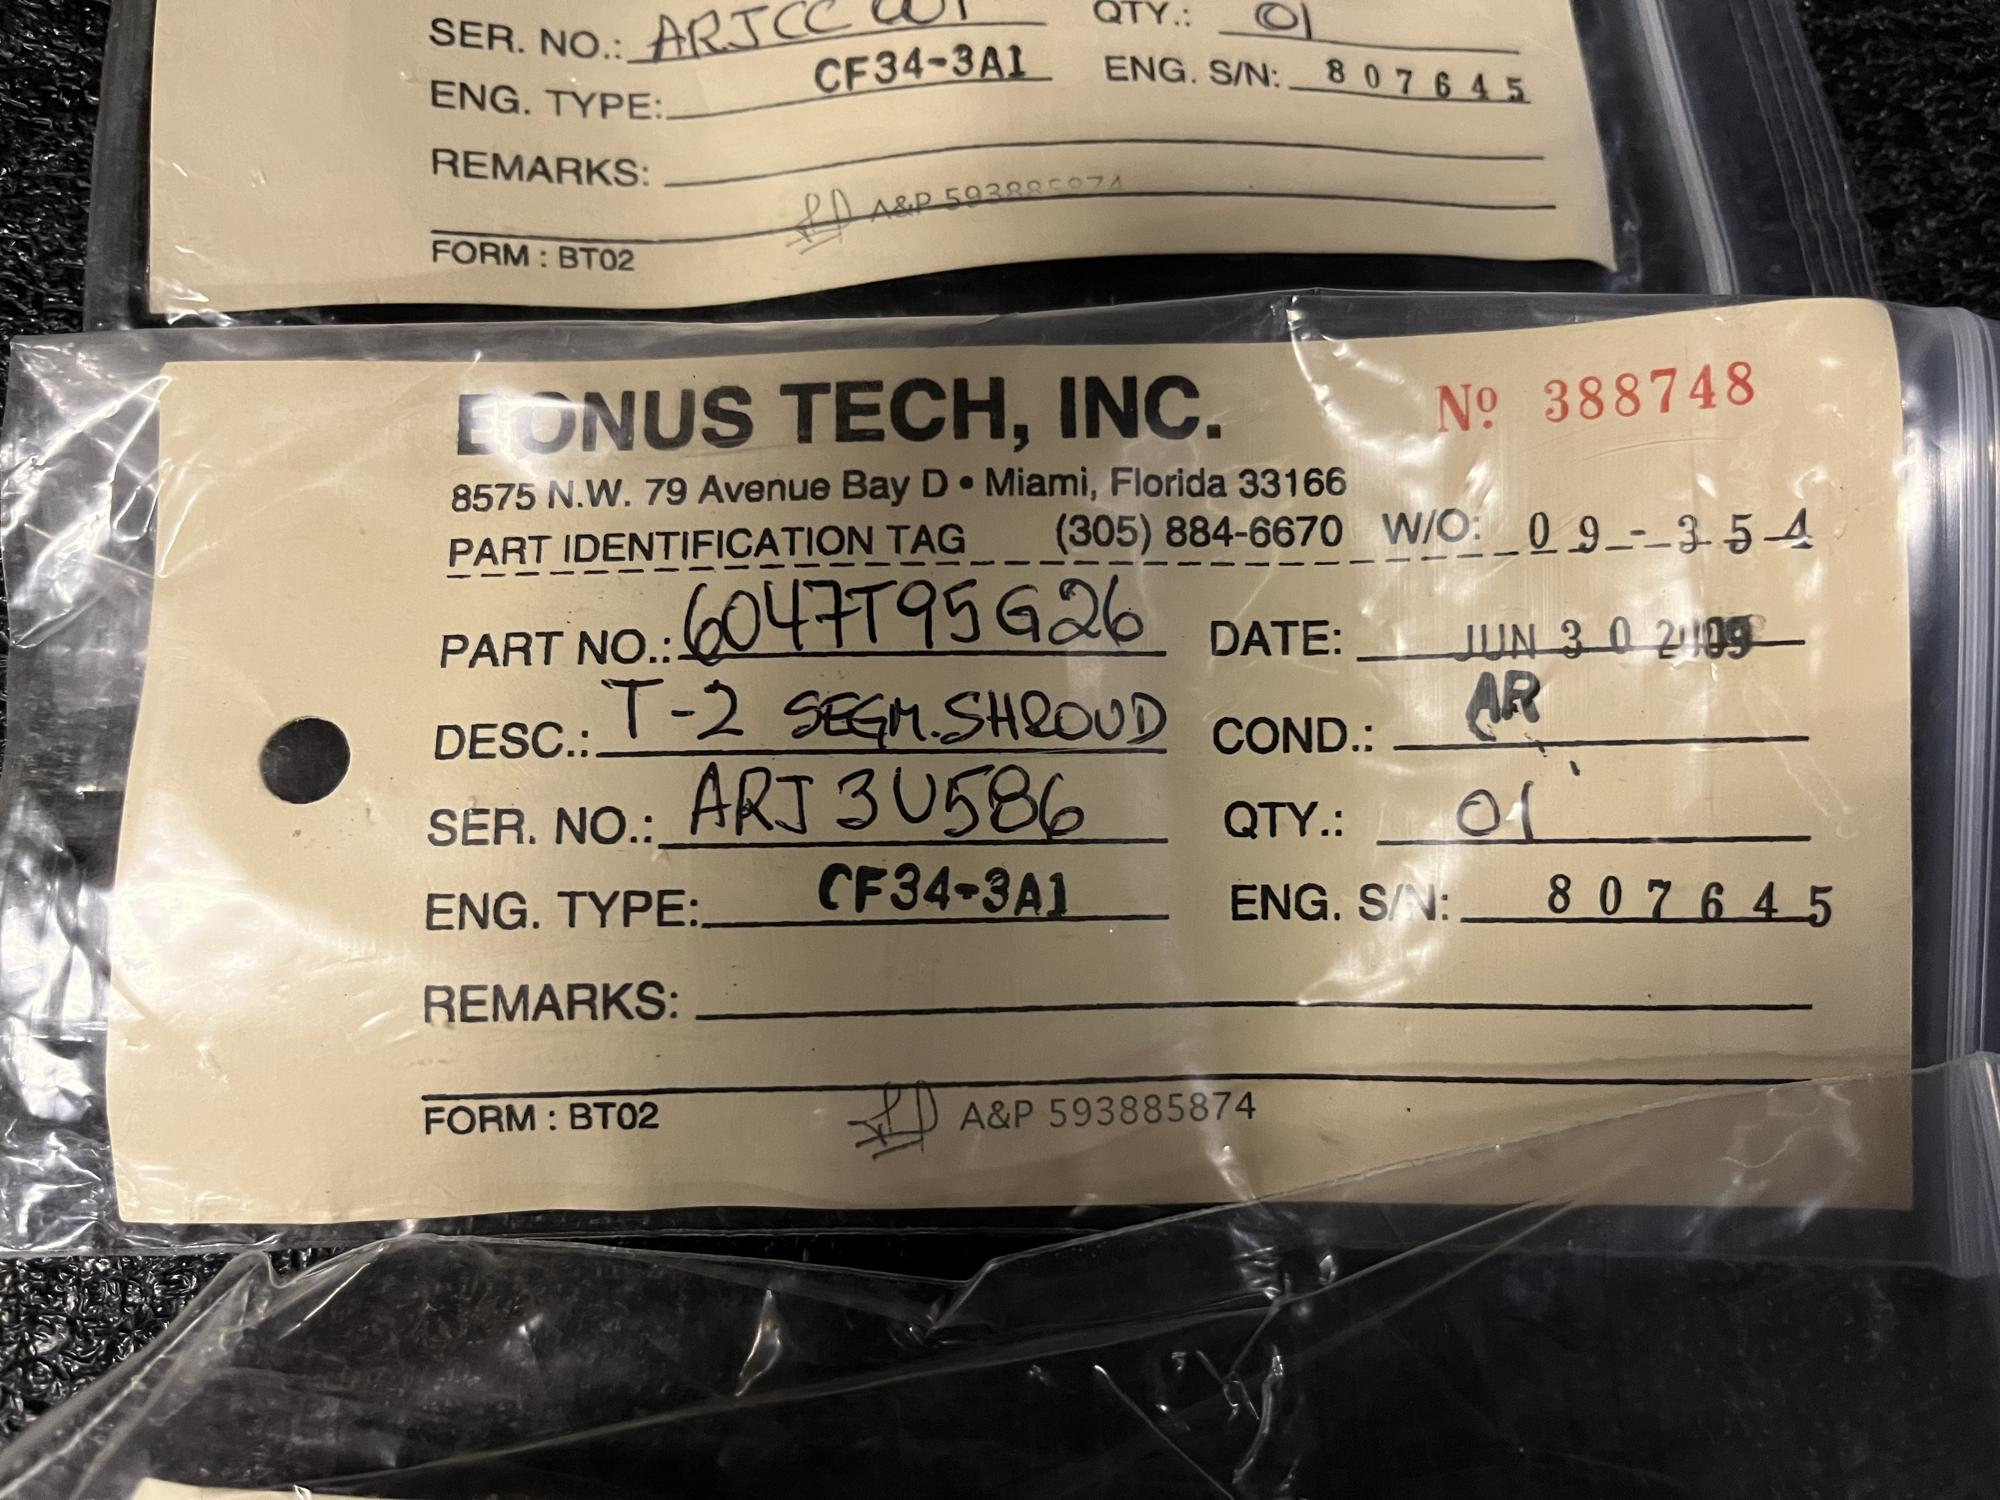 SER. NO.: QTY.: 01
ENG. TYPE: CF34-3A1 ENG. S/N: 807645
REMARKS:
A&P 593885874
FORM : BT02
BONUS TECH, INC. Nº 388748
8575 N.W. 79 Avenue Bay D • Miami, Florida 33166
PART IDENTIFICATION TAG (305) 884-6670 W/O: 09-354
PART NO.: 6047T95G26 DATE: JUN 30 2009
DESC.: T-2 SEGM. SHROUD COND.: AR
SER. NO.: ARJ3U586 QTY.: 01
ENG. TYPE: CF34-3A1 ENG. S/N: 807645
REMARKS:
FORM : BT02 A&P 593885874